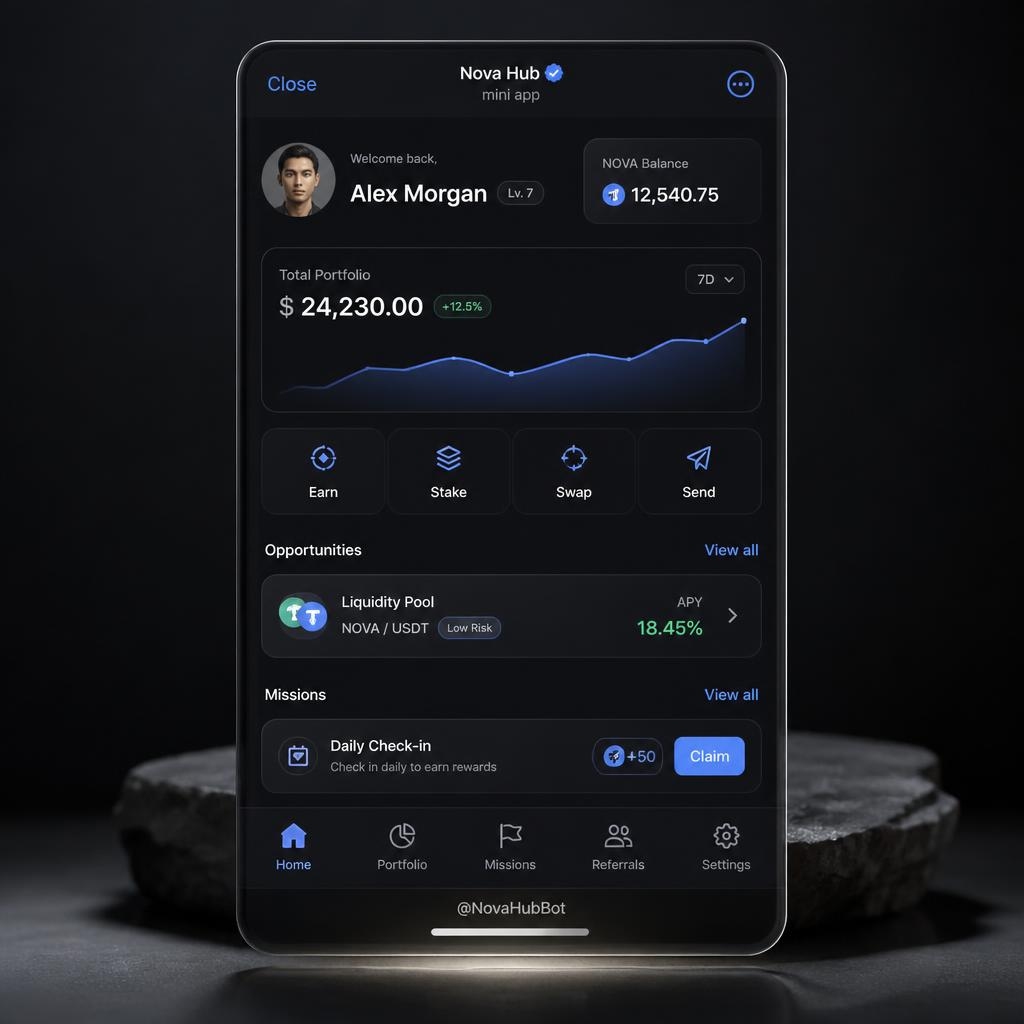 Close
Nova Hub
mini app
Welcome back,
Alex Morgan
Lv. 7
NOVA Balance
12,540.75
Total Portfolio
7D
$ 24,230.00
+12.5%
Earn
Stake
Swap
Send
Opportunities
View all
Liquidity Pool
APY
NOVA / USDT
Low Risk
18.45%
Missions
View all
Daily Check-in
Check in daily to earn rewards
+50
Claim
Home
Portfolio
Missions
Referrals
Settings
@NovaHubBot